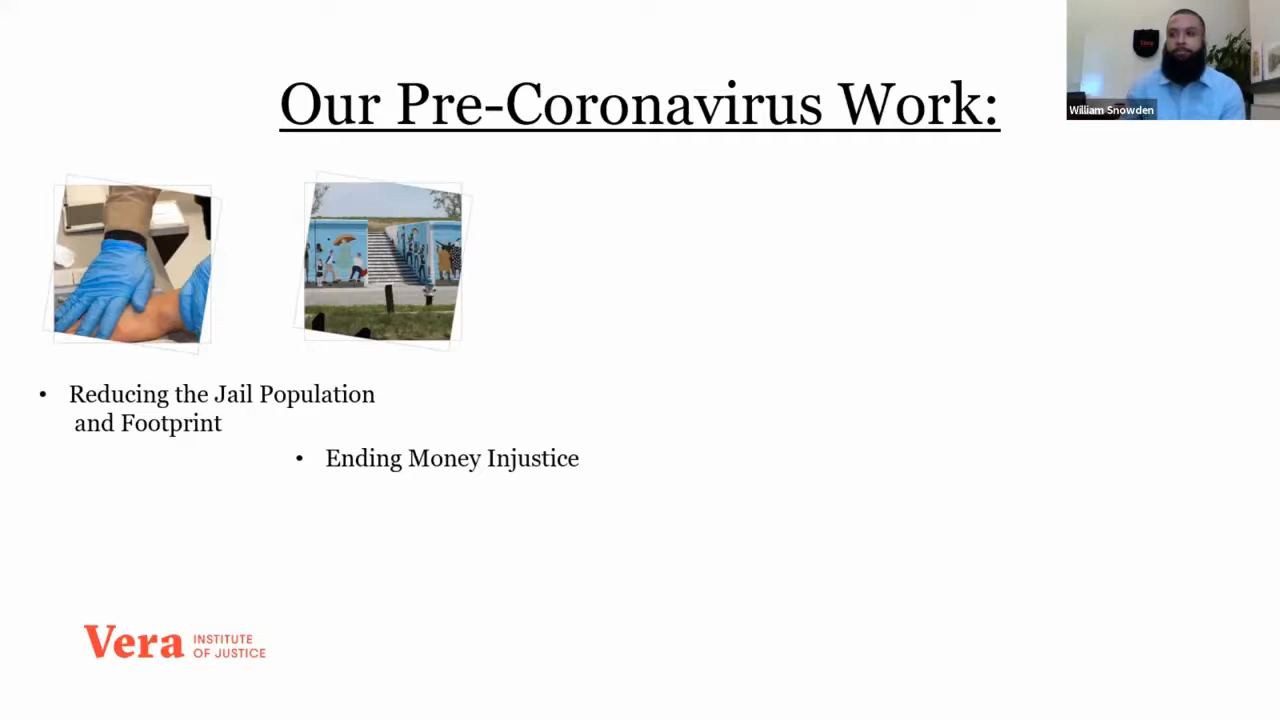 Our Pre-Coronavirus Work:
Vera
William Snowden
• Reducing the Jail Population
and Footprint
• Ending Money Injustice
Vera INSTITUTE
OF JUSTICE